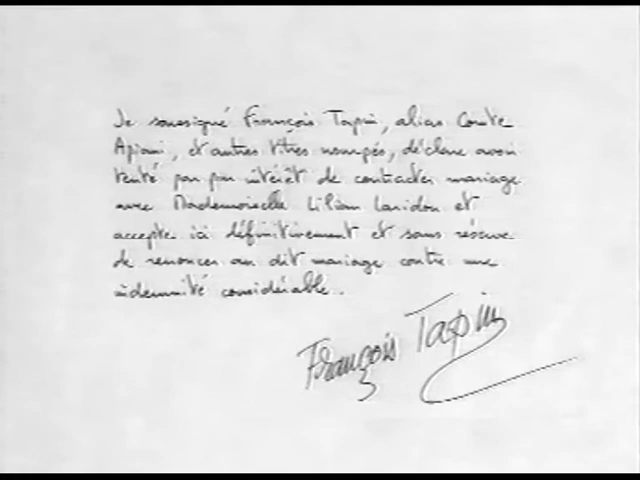 Je soussigné François Tapin, alias Comte
Apiani, et autres titres usurpés, déclare avoir
tenté par pur intérêt de contracter mariage
avec Mademoiselle Lilian Laridon et
accepte ici définitivement et sans réserve
de renoncer au dit mariage contre une
indemnité considérable.
François Tapin